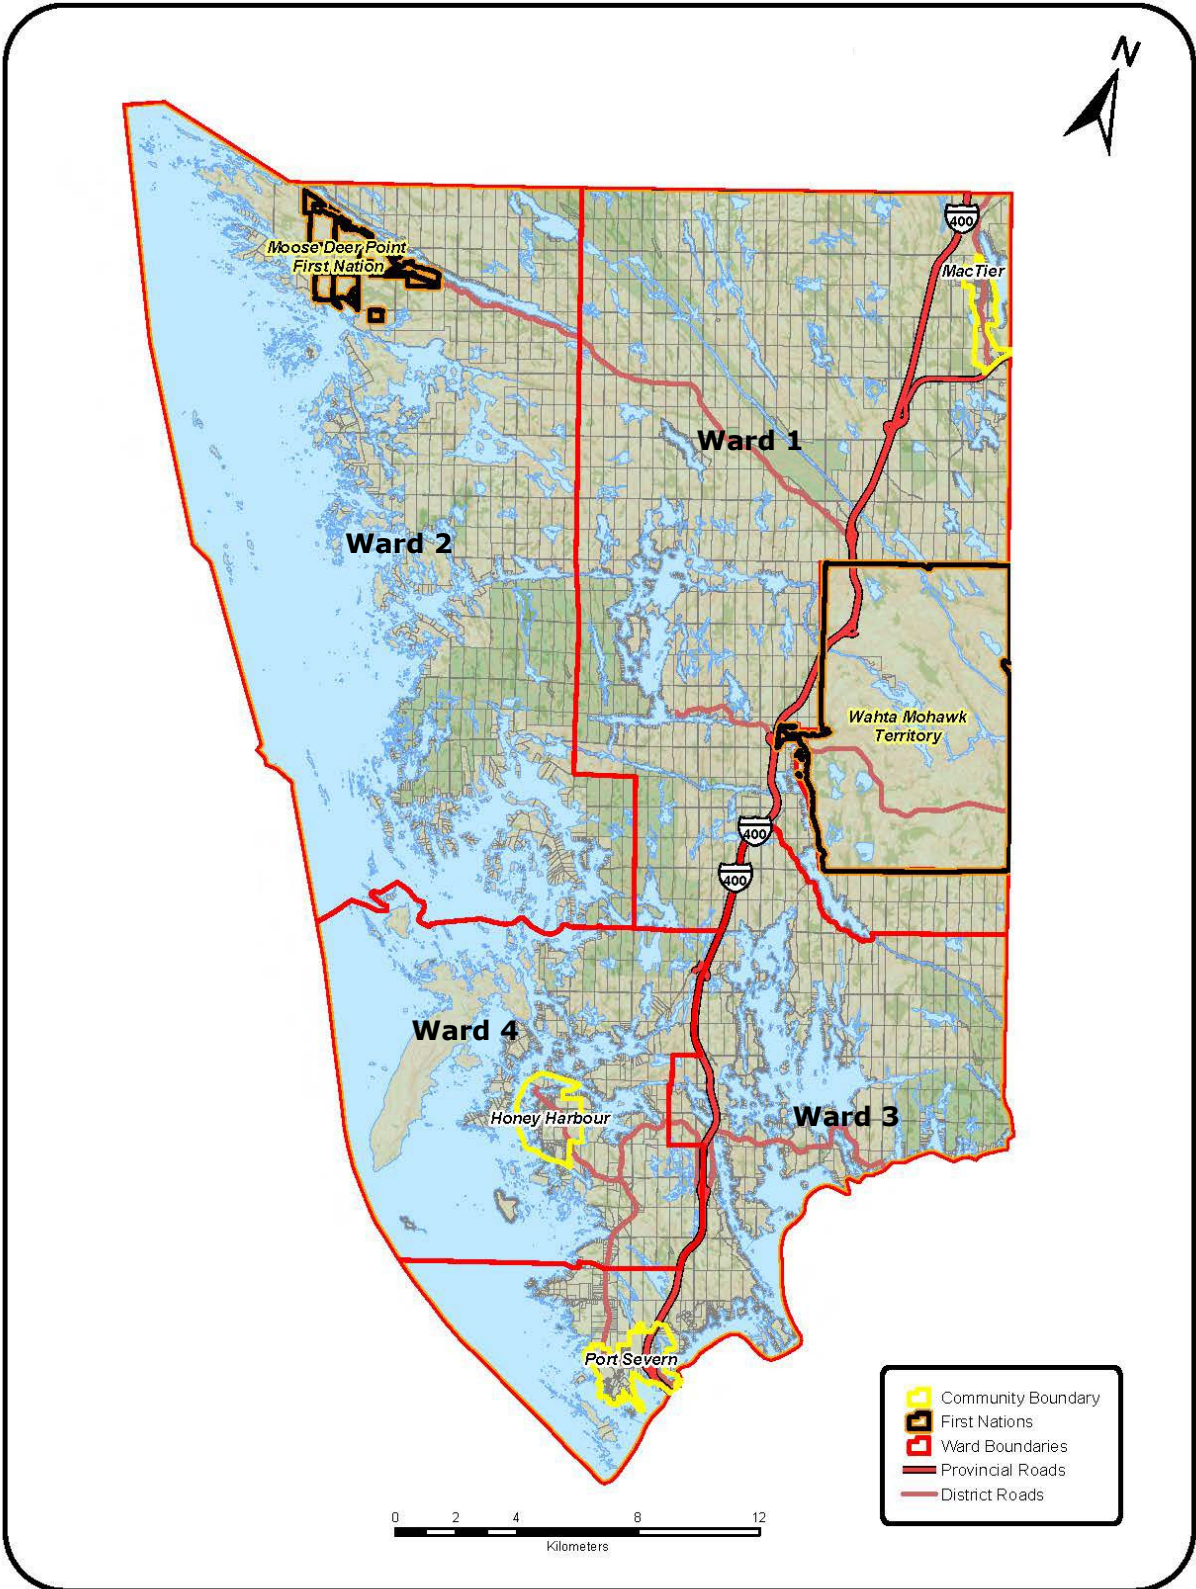 N
400
Moose Deer Point
First Nation
MacTier
Ward 1
Ward 2
Wahta Mohawk
Territory
400
400
Ward 4
Honey Harbour
Ward 3
Port Severn
Community Boundary
First Nations
Ward Boundaries
Provincial Roads
District Roads
0 2 4 8 12
Kilometers